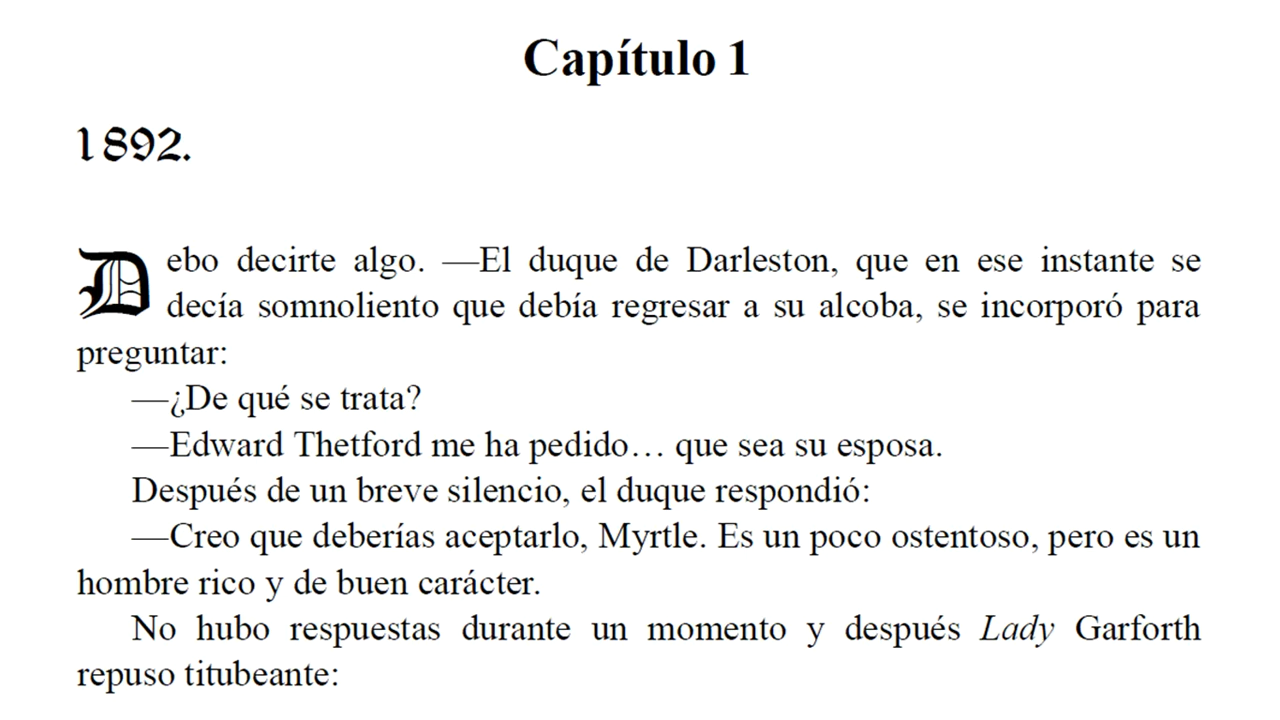 Capítulo 1
1892.
Debo decirte algo. —El duque de Darleston, que en ese instante se
decía somnoliento que debía regresar a su alcoba, se incorporó para
preguntar:
—¿De qué se trata?
—Edward Thetford me ha pedido… que sea su esposa.
Después de un breve silencio, el duque respondió:
—Creo que deberías aceptarlo, Myrtle. Es un poco ostentoso, pero es un
hombre rico y de buen carácter.
No hubo respuestas durante un momento y después Lady Garforth
repuso titubeante: